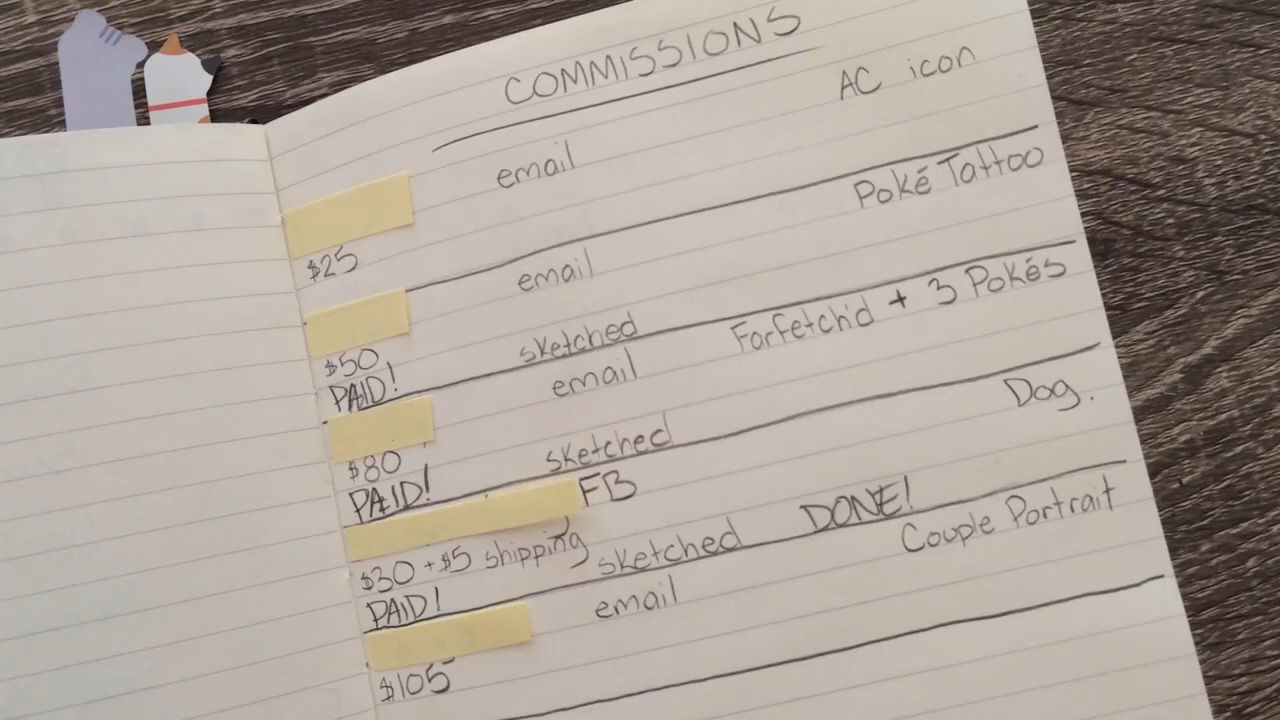 COMMISSIONS
email AC icon
$25
email Poké Tattoo
$50
PAID! sketched
email Farfetch'd + 3 Pokés
$80
PAID! sketched
FB Dog.
$30 + $5 shipping
PAID! sketched DONE!
email Couple Portrait
$105